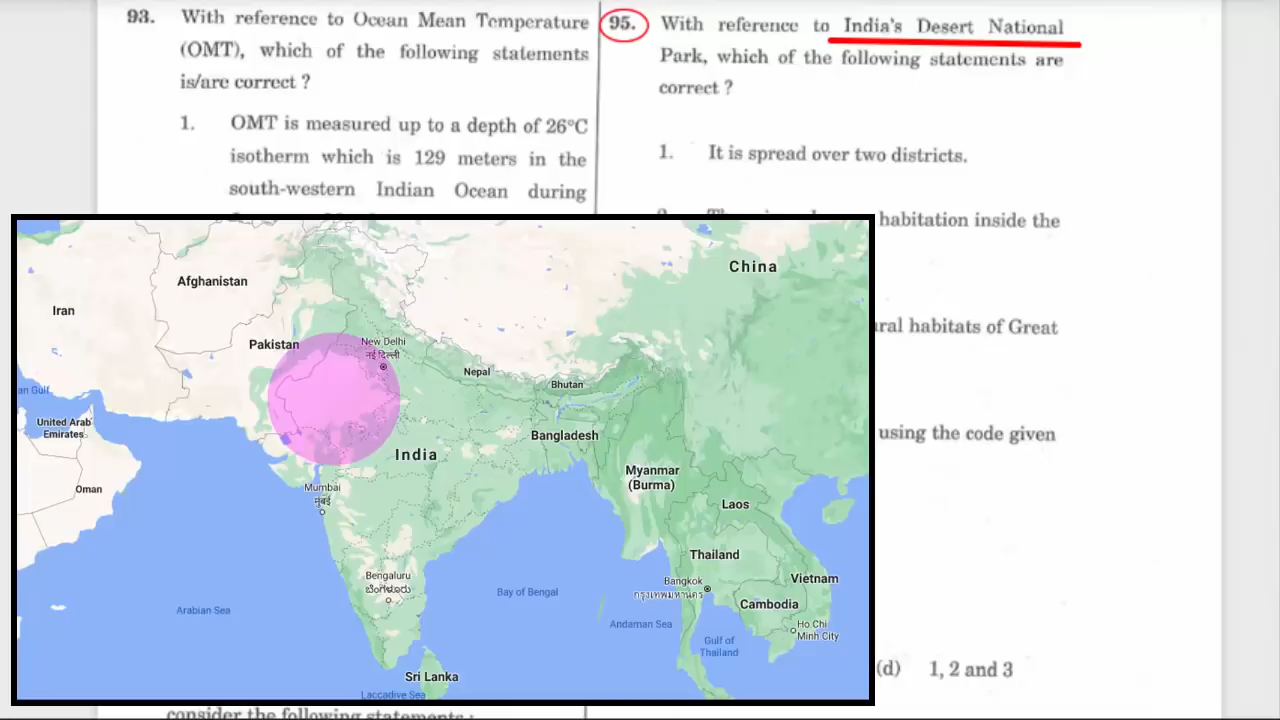 93. With reference to Ocean Mean Temperature
(OMT), which of the following statements
is/are correct ?
1. OMT is measured up to a depth of 26°C
isotherm which is 129 meters in the
south-western Indian Ocean during
95. With reference to India's Desert National
Park, which of the following statements are
correct ?
1. It is spread over two districts.
habitation inside the
habitats of Great
using the code given
(d) 1, 2 and 3
consider the following statements :
China
Afghanistan
Iran
Pakistan
New Delhi
नई दिल्ली
Nepal
Bhutan
an Gulf
United Arab
Emirates
Bangladesh
India
Oman
Mumbai
मुंबई
Myanmar
(Burma)
Laos
Thailand
Bengaluru
ಬೆಂಗಳೂರು
Bay of Bengal
Bangkok
กรุงเทพมหานคร
Vietnam
Cambodia
Arabian Sea
Andaman Sea
Ho Chi
Minh City
Gulf of
Thailand
Sri Lanka
Laccadive Sea